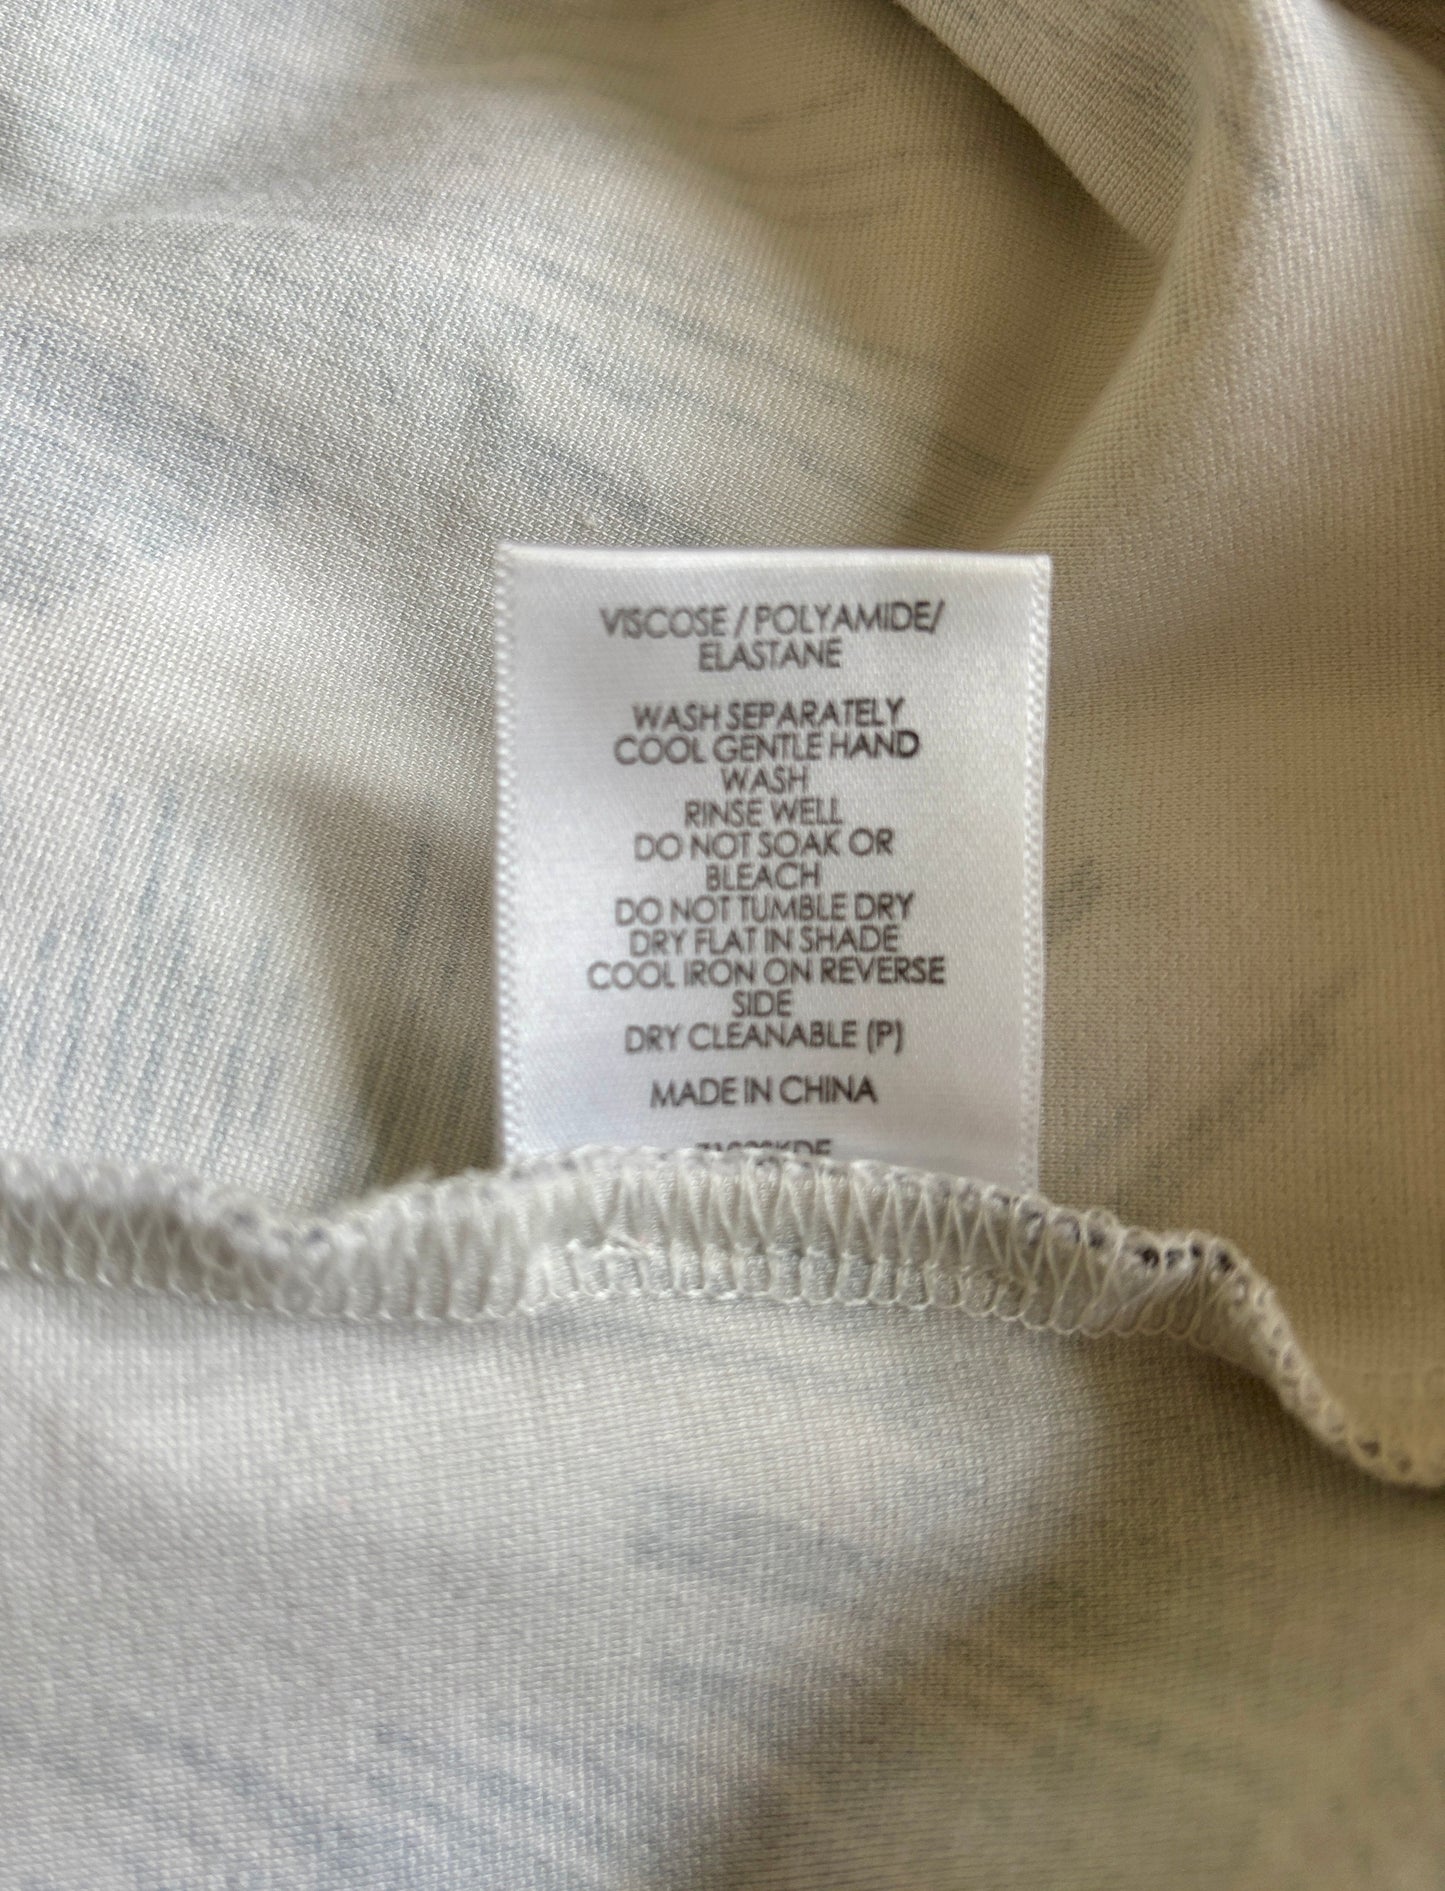 VISCOSE / POLYAMIDE/
ELASTANE
WASH SEPARATELY
COOL GENTLE HAND
WASH
RINSE WELL
DO NOT SOAK OR
BLEACH
DO NOT TUMBLE DRY
DRY FLAT IN SHADE
COOL IRON ON REVERSE
SIDE
DRY CLEANABLE (P)
MADE IN CHINA